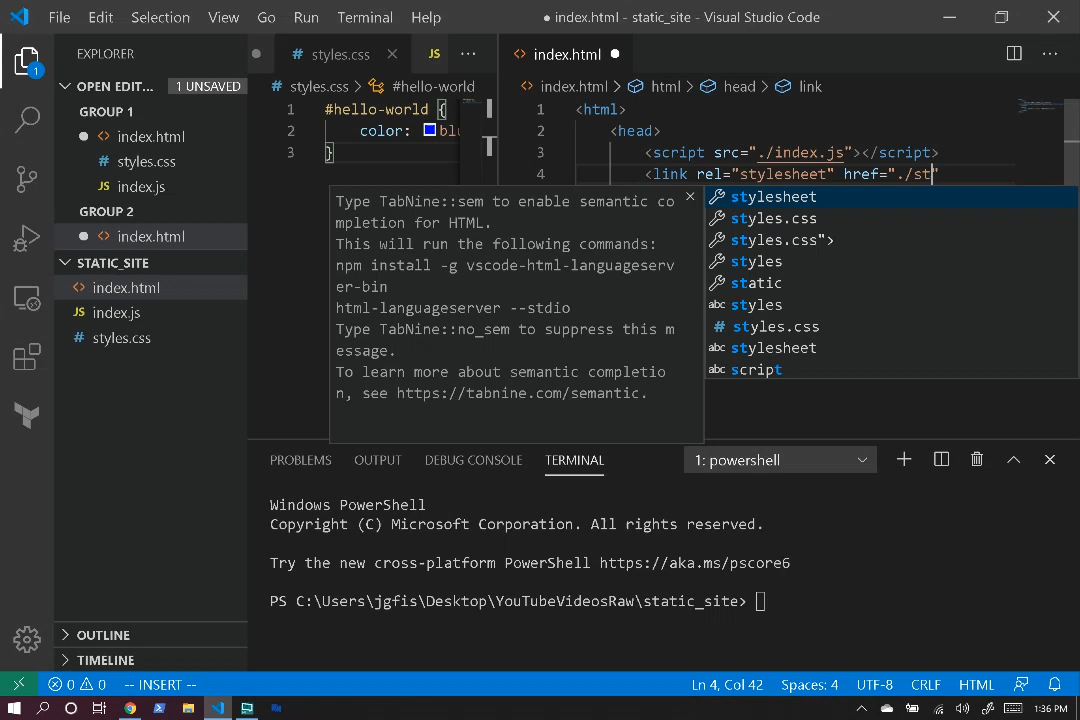 File Edit Selection View Go Run Terminal Help
● index.html - static_site - Visual Studio Code
EXPLORER
1
OPEN EDIT... 1 UNSAVED
GROUP 1
● <> index.html
# styles.css
JS index.js
GROUP 2
● <> index.html
STATIC_SITE
<> index.html
JS index.js
# styles.css
OUTLINE
TIMELINE
# styles.css JS ...
# styles.css > #hello-world
1 #hello-world {
2 color: blu
3 }
<> index.html ●
<> index.html > html > head > link
1 <html>
2 <head>
3 <script src="./index.js"></script>
4 <link rel="stylesheet" href="./st"
Type TabNine::sem to enable semantic co
mpletion for HTML.
This will run the following commands:
npm install -g vscode-html-languageserv
er-bin
html-languageserver --stdio
Type TabNine::no_sem to suppress this m
essage.
To learn more about semantic completio
n, see https://tabnine.com/semantic.
stylesheet
styles.css
styles.css">
styles
static
abc styles
# styles.css
abc stylesheet
abc script
PROBLEMS OUTPUT DEBUG CONSOLE TERMINAL 1: powershell
Windows PowerShell
Copyright (C) Microsoft Corporation. All rights reserved.
Try the new cross-platform PowerShell https://aka.ms/pscore6
PS C:\Users\jgfis\Desktop\YouTubeVideosRaw\static_site>
0 0 -- INSERT -- Ln 4, Col 42 Spaces: 4 UTF-8 CRLF HTML
1:36 PM